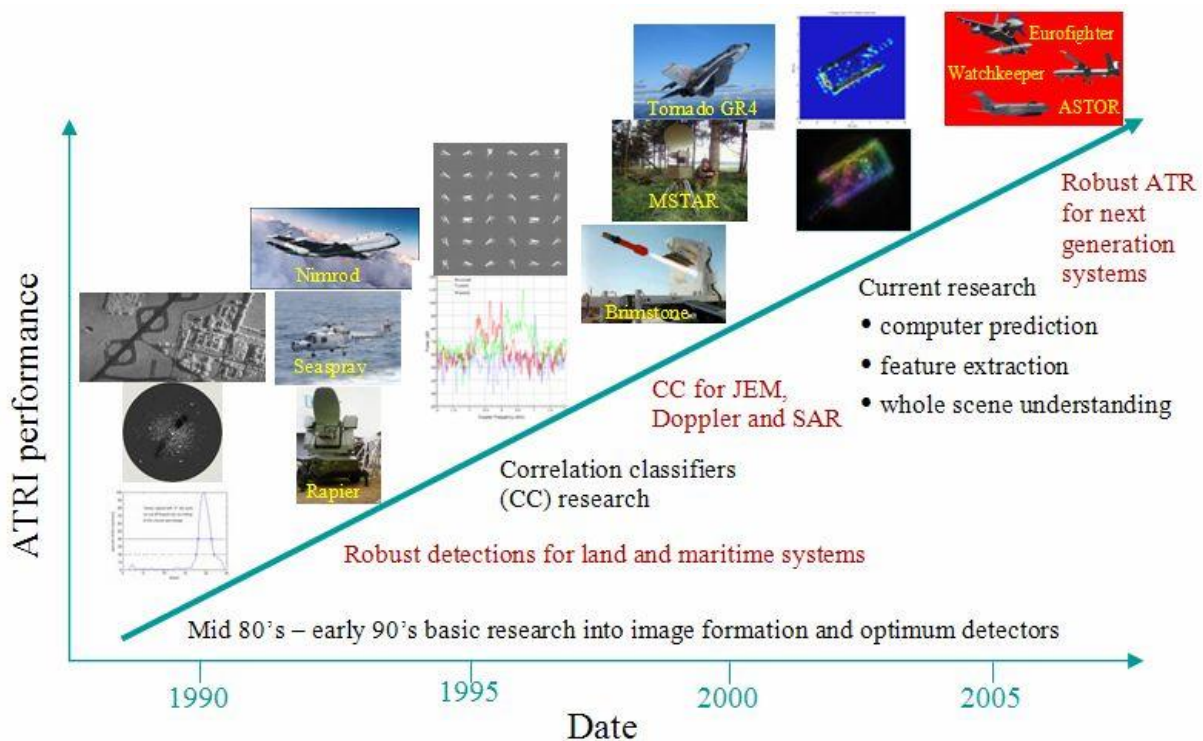 Eurofighter
Watchkeeper
ASTOR
Tornado GR4
MSTAR
Robust ATR
for next
generation
systems
Nimrod
Brimstone
Seaspray
Rapier
Current research
• computer prediction
• feature extraction
• whole scene understanding
CC for JEM,
Doppler and SAR
Correlation classifiers
(CC) research
Robust detections for land and maritime systems
Mid 80’s – early 90’s basic research into image formation and optimum detectors
ATRI performance
1990
1995
2000
2005
Date